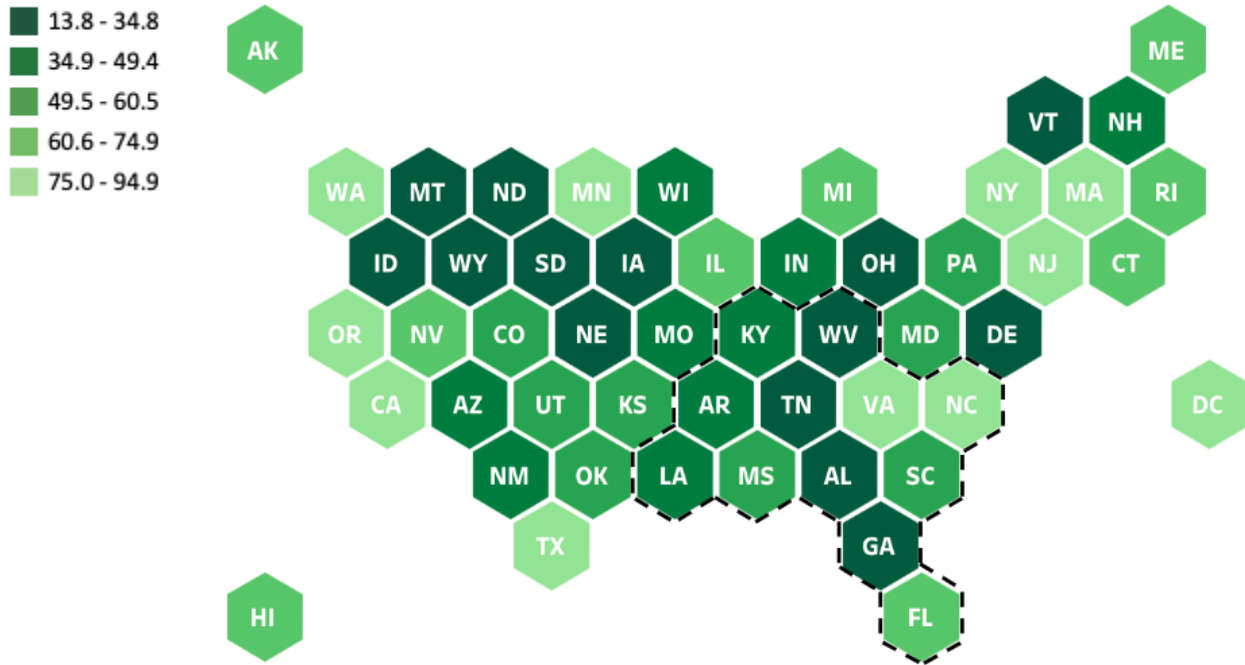 13.8 - 34.8
34.9 - 49.4
49.5 - 60.5
60.6 - 74.9
75.0 - 94.9
AK ME
VT NH
WA MT ND MN WI MI NY MA RI
ID WY SD IA IL IN OH PA NJ CT
OR NV CO NE MO KY WV MD DE
CA AZ UT KS AR TN VA NC DC
NM OK LA MS AL SC
TX GA
HI FL